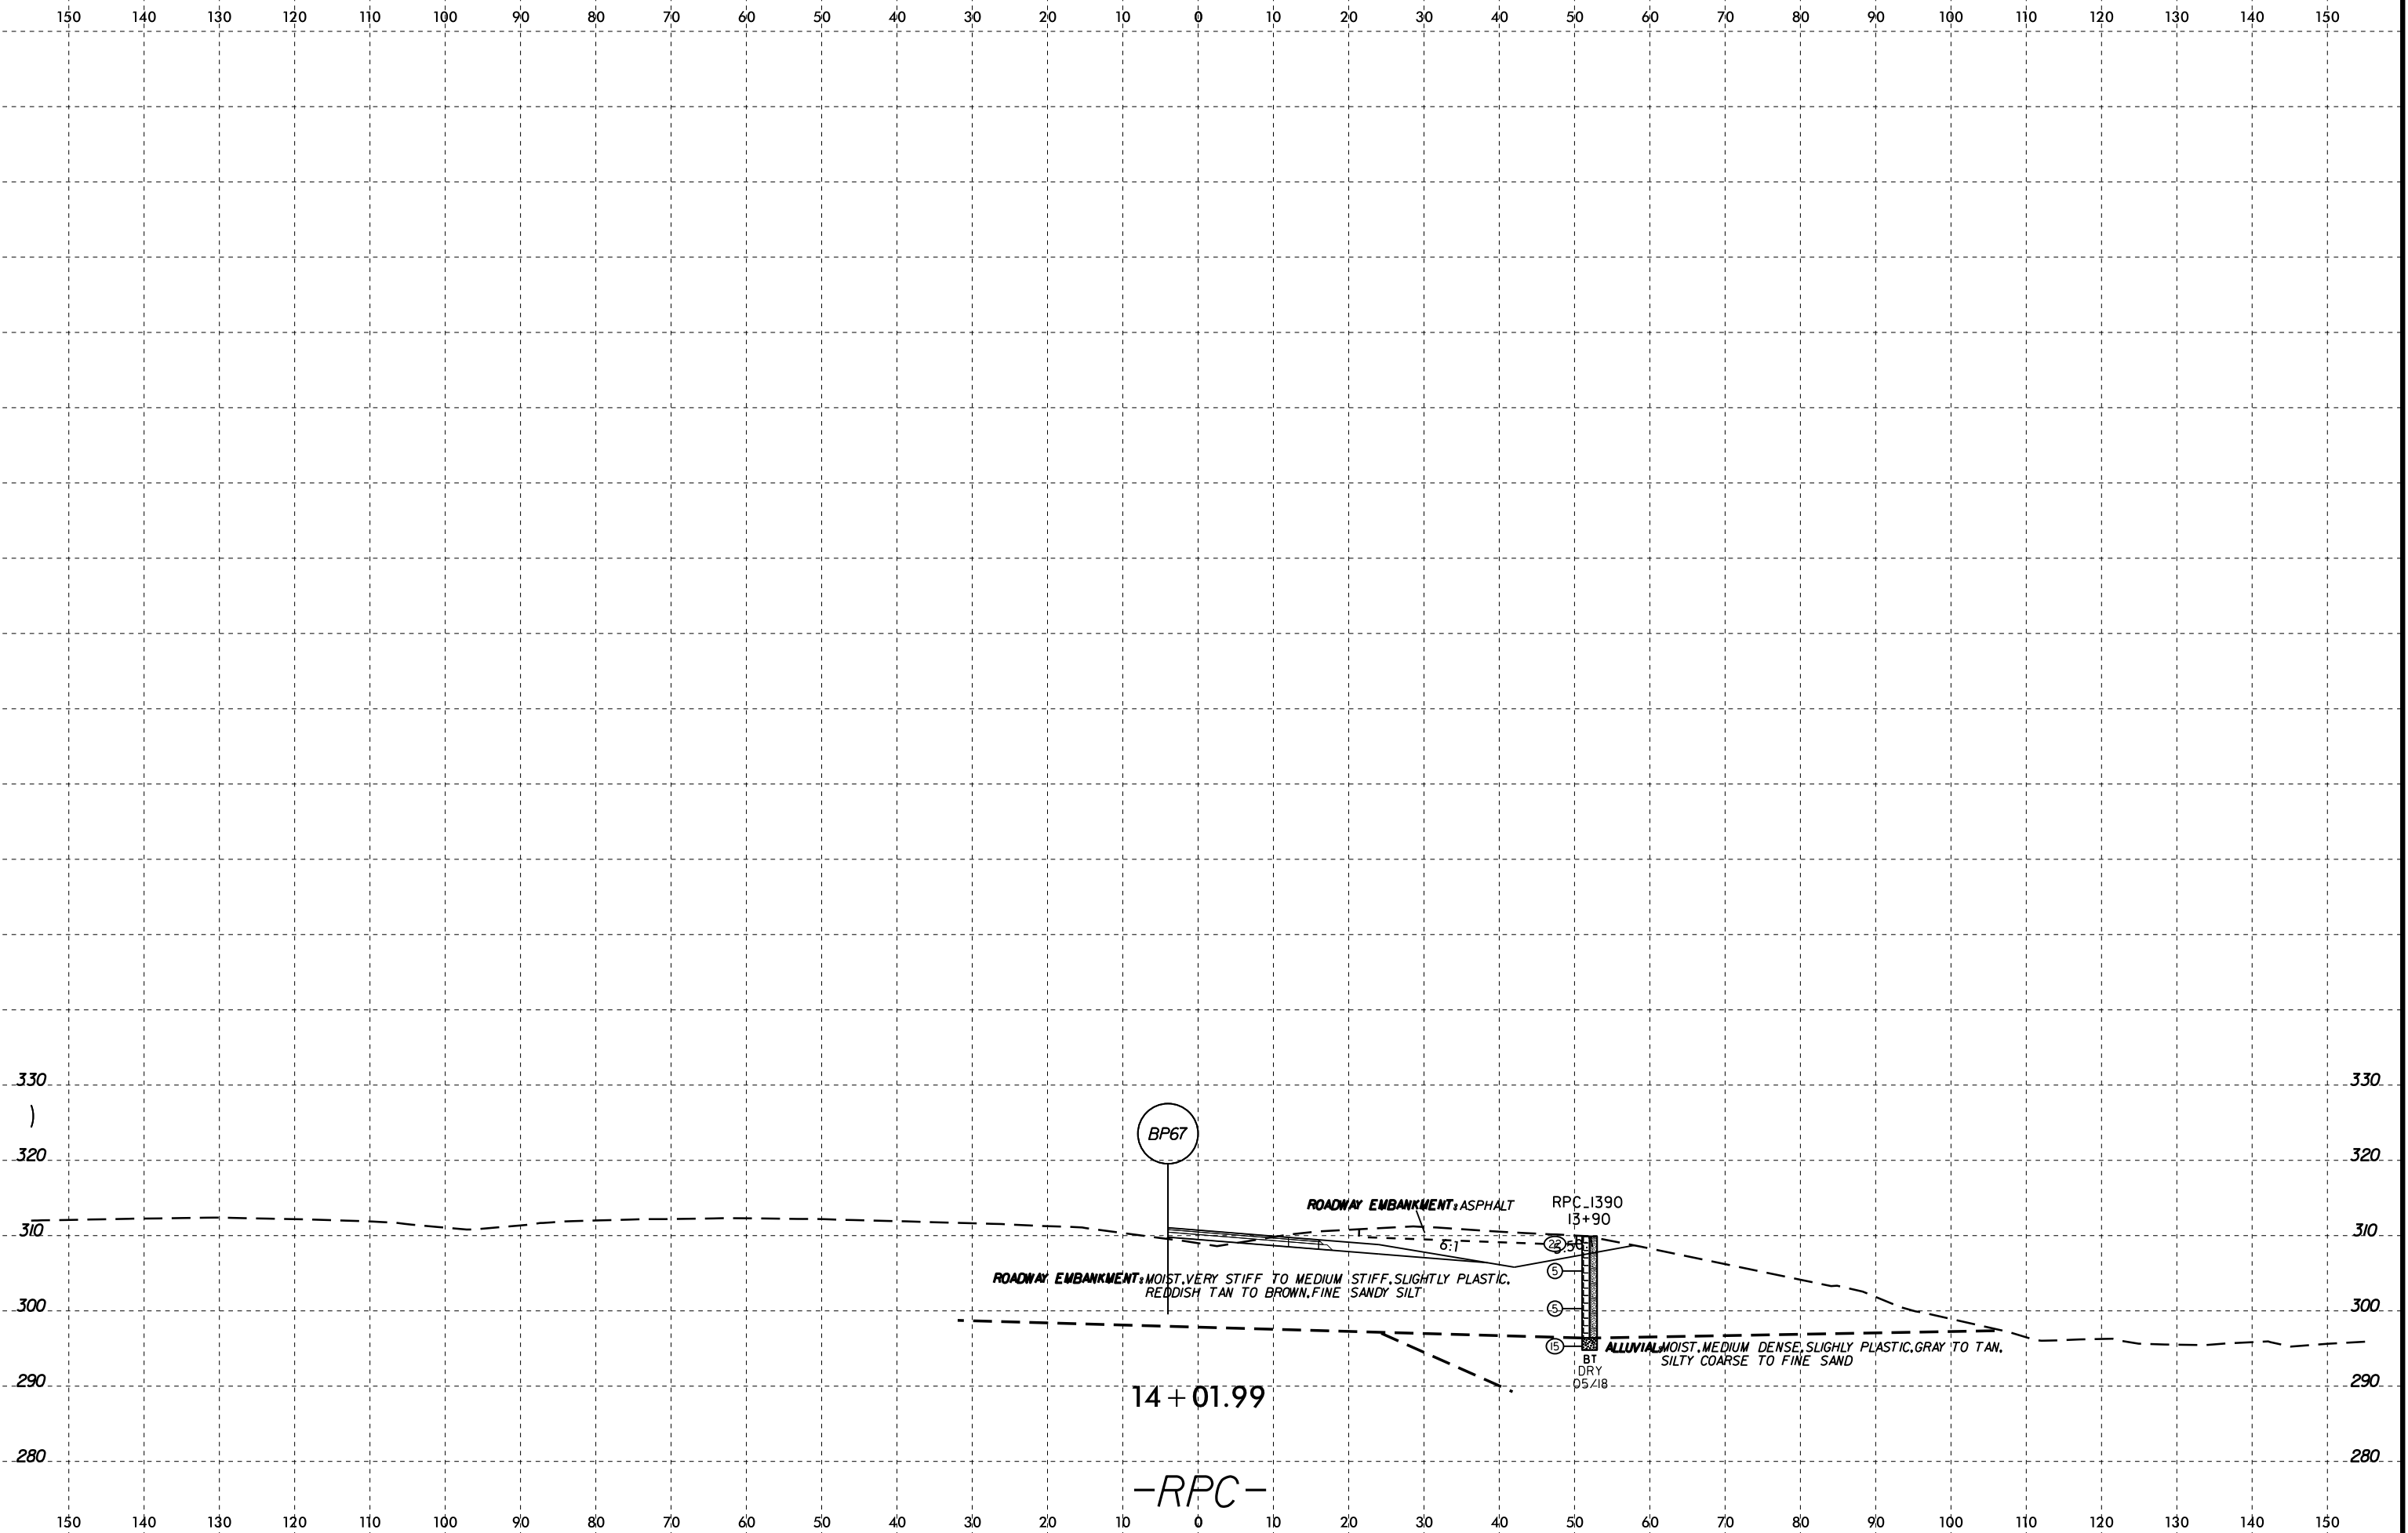 150 140 130 120 110 100 90 80 70 60 50 40 30 20 10 0 10 20 30 40 50 60 70 80 90 100 110 120 130 140 150
330 330
)
BP67
320 320
ROADWAY EMBANKMENT: ASPHALT
RPC_1390
13+90
310 310
6:1
22
5
ROADWAY EMBANKMENT: MOIST, VERY STIFF TO MEDIUM STIFF, SLIGHTLY PLASTIC,
REDDISH TAN TO BROWN, FINE SANDY SILT
300 300
5
15
ALLUVIAL: MOIST, MEDIUM DENSE, SLIGHLY PLASTIC, GRAY TO TAN,
SILTY COARSE TO FINE SAND
BT
DRY
05/18
290 290
14+01.99
280 280
-RPC-
150 140 130 120 110 100 90 80 70 60 50 40 30 20 10 0 10 20 30 40 50 60 70 80 90 100 110 120 130 140 150